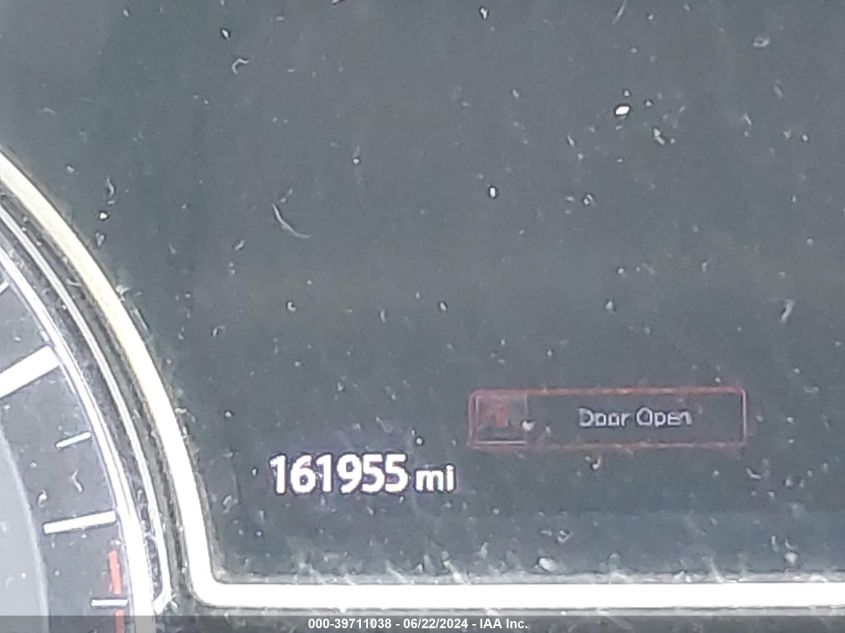 Door Open
161955 mi
000-39711038 - 06/22/2024 - IAA Inc.